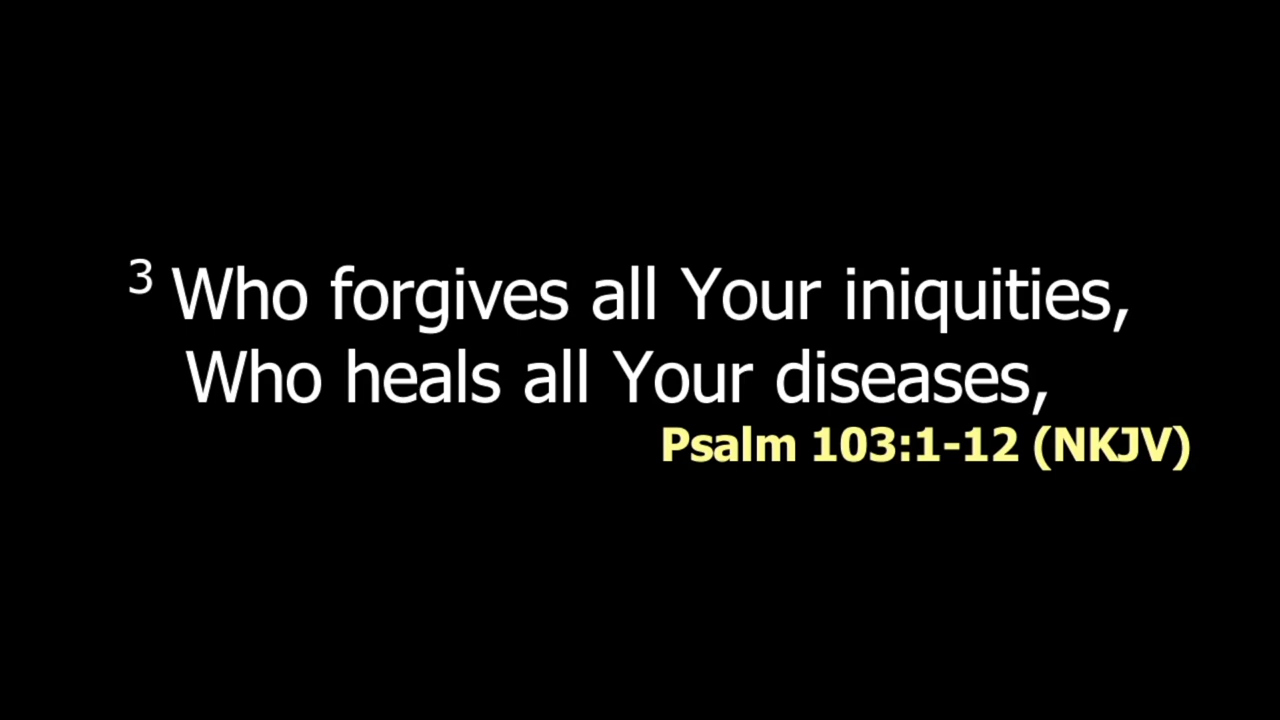 3 Who forgives all Your iniquities,
Who heals all Your diseases,
Psalm 103:1-12 (NKJV)